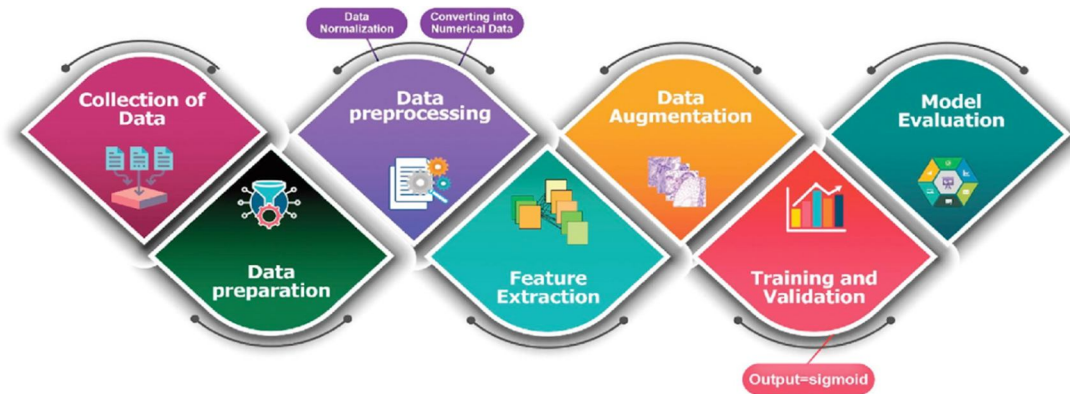 Data
Normalization
Converting into
Numerical Data
Collection of
Data
Data
preparation
Data
preprocessing
Feature
Extraction
Data
Augmentation
Training and
Validation
Output=sigmoid
Model
Evaluation